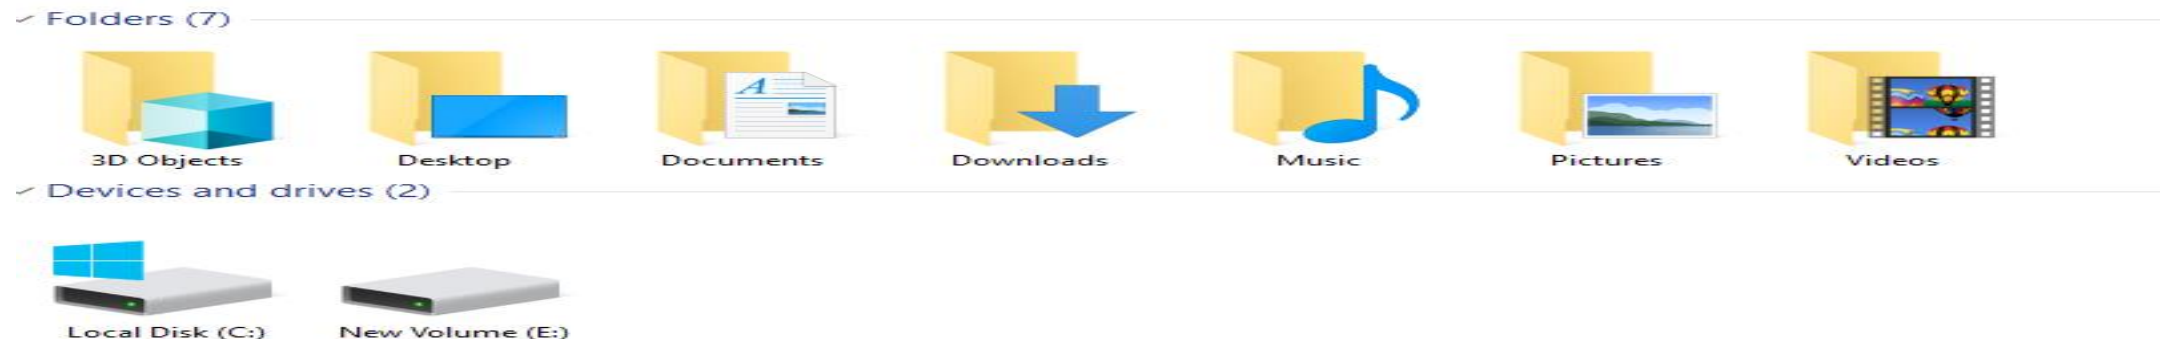 Folders (7)
3D Objects Desktop Documents Downloads Music Pictures Videos
Devices and drives (2)
Local Disk (C:) New Volume (E:)